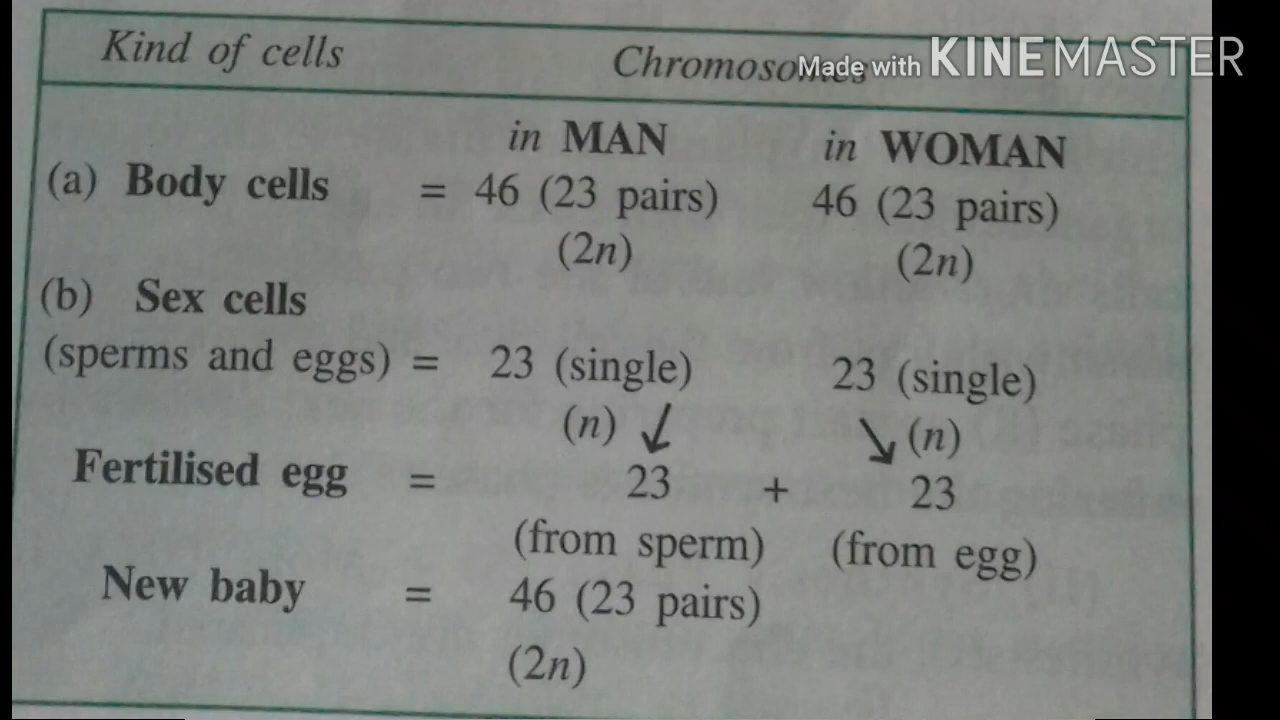 Kind of cells Chromosomes
Made with KINEMASTER
in MAN in WOMAN
(a) Body cells = 46 (23 pairs) 46 (23 pairs)
(2n) (2n)
(b) Sex cells
(sperms and eggs) = 23 (single) 23 (single)
(n) ↙ ↘ (n)
Fertilised egg = 23 + 23
(from sperm) (from egg)
New baby = 46 (23 pairs)
(2n)